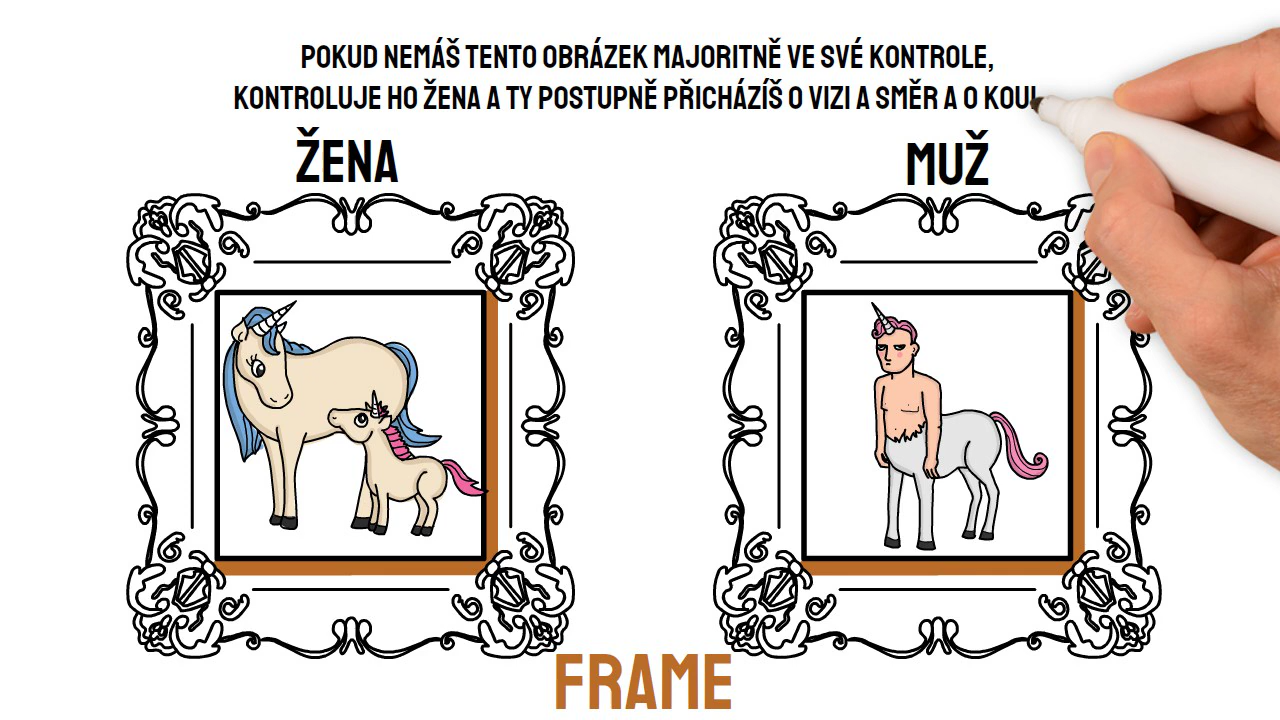 POKUD NEMÁŠ TENTO OBRÁZEK MAJORITNĚ VE SVÉ KONTROLE,
KONTROLUJE HO ŽENA A TY POSTUPNĚ PŘICHÁZÍŠ O VIZI A SMĚR A O
ŽENA
MUŽ
FRAME